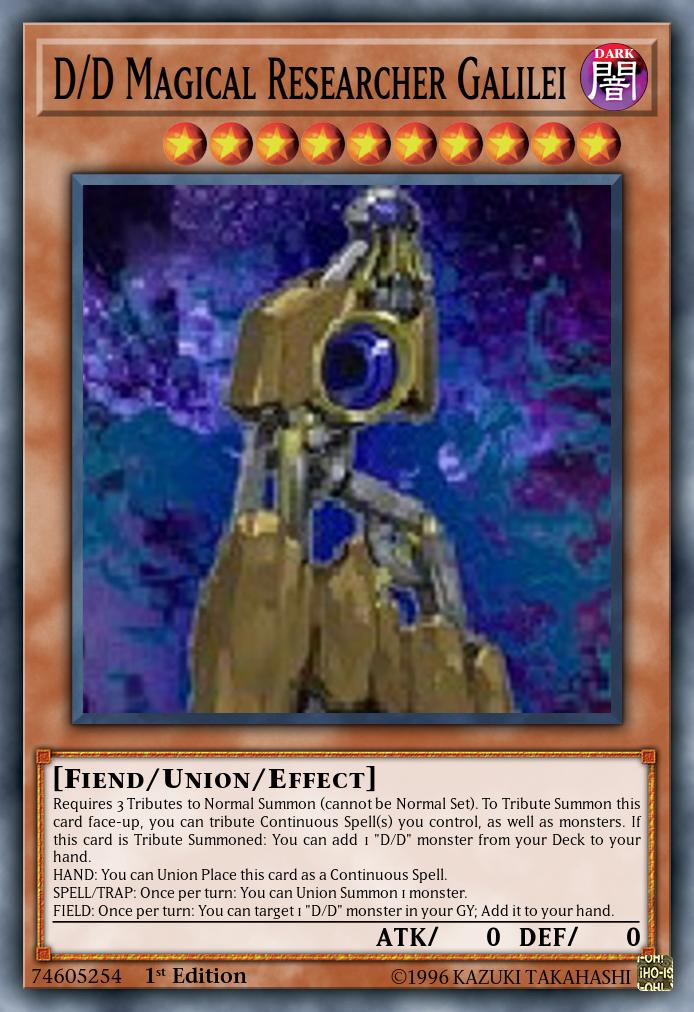 D/D Magical Researcher Galilei
DARK
闇
[Fiend/Union/Effect]
Requires 3 Tributes to Normal Summon (cannot be Normal Set). To Tribute Summon this
card face-up, you can tribute Continuous Spell(s) you control, as well as monsters. If
this card is Tribute Summoned: You can add 1 "D/D" monster from your Deck to your
hand.
HAND: You can Union Place this card as a Continuous Spell.
SPELL/TRAP: Once per turn: You can Union Summon 1 monster.
FIELD: Once per turn: You can target 1 "D/D" monster in your GY; Add it to your hand.
ATK/ 0 DEF/ 0
74605254 1st Edition ©1996 KAZUKI TAKAHASHI